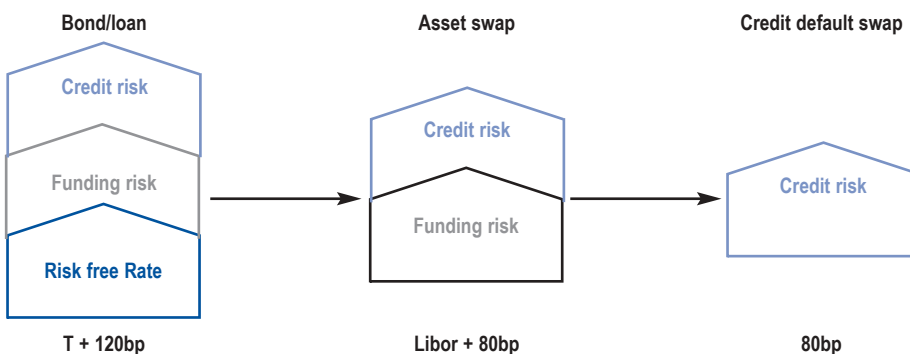 Bond/loan
Asset swap
Credit default swap
Credit risk
Funding risk
Risk free Rate
Credit risk
Funding risk
Credit risk
T + 120bp
Libor + 80bp
80bp